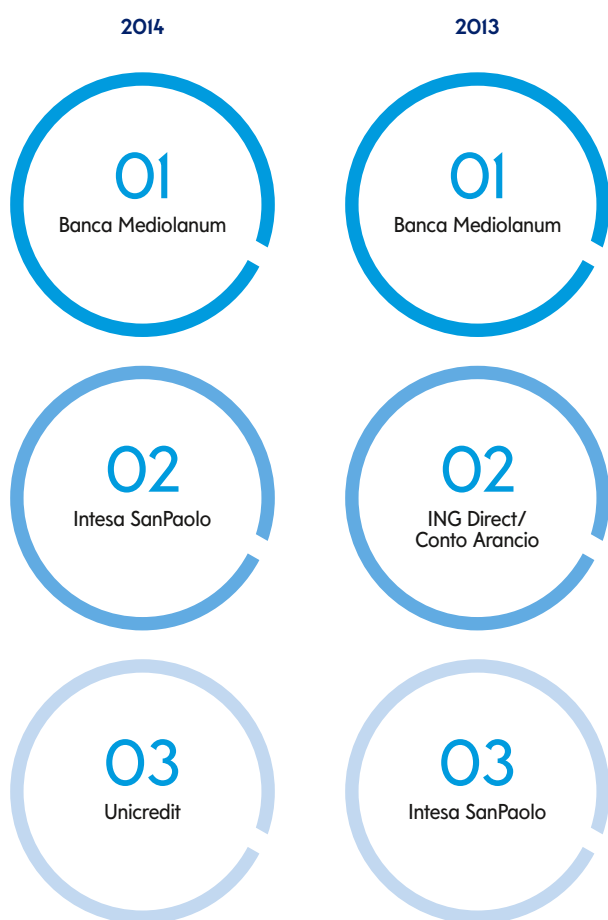 2014
2013
01
Banca Mediolanum
01
Banca Mediolanum
02
Intesa SanPaolo
02
ING Direct/
Conto Arancio
03
Unicredit
03
Intesa SanPaolo